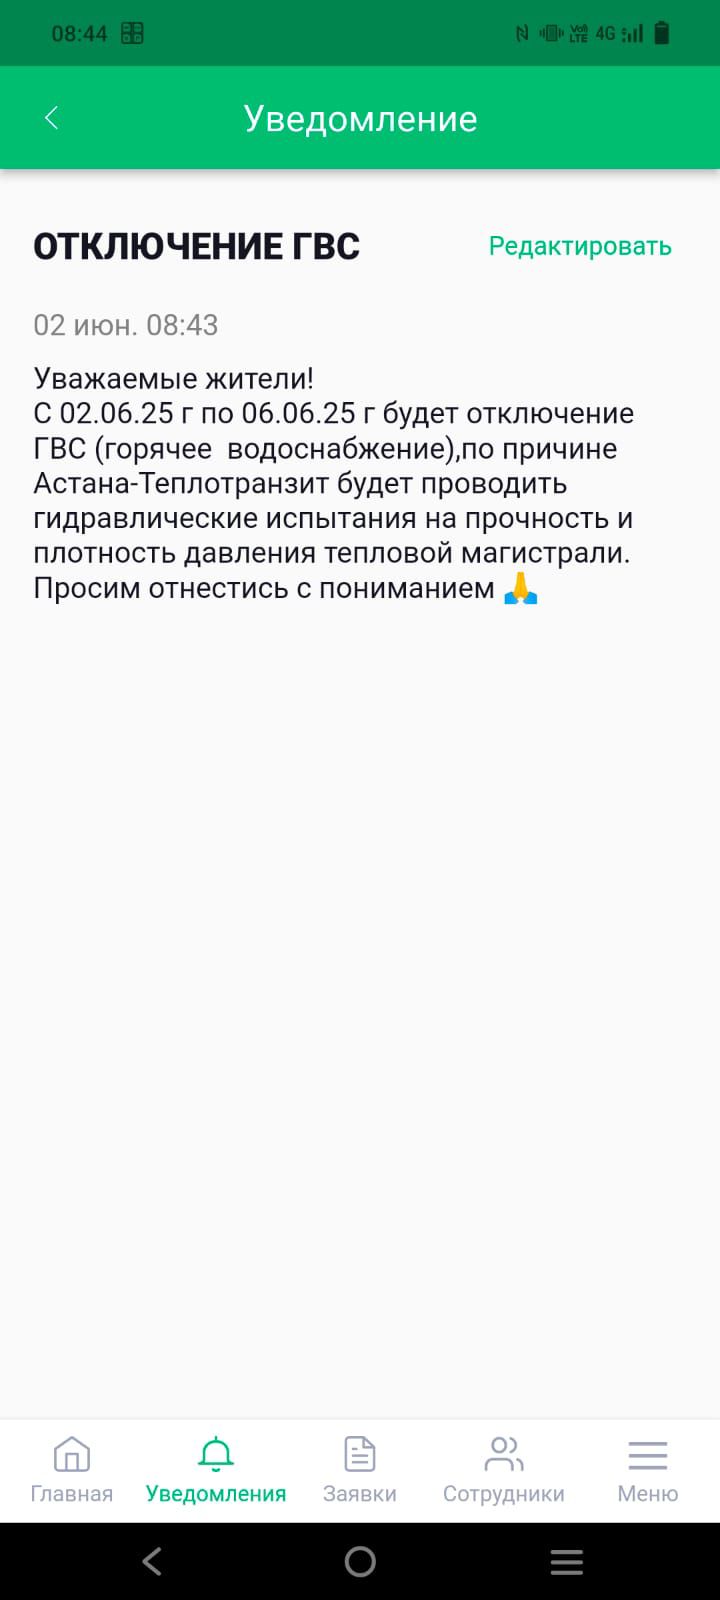 08:44
Vo)) LTE 4G
Уведомление
ОТКЛЮЧЕНИЕ ГВС
Редактировать
02 июн. 08:43
Уважаемые жители!
С 02.06.25 г по 06.06.25 г будет отключение
ГВС (горячее  водоснабжение),по причине
Астана-Теплотранзит будет проводить
гидравлические испытания на прочность и
плотность давления тепловой магистрали.
Просим отнестись с пониманием 🙏
Главная
Уведомления
Заявки
Сотрудники
Меню